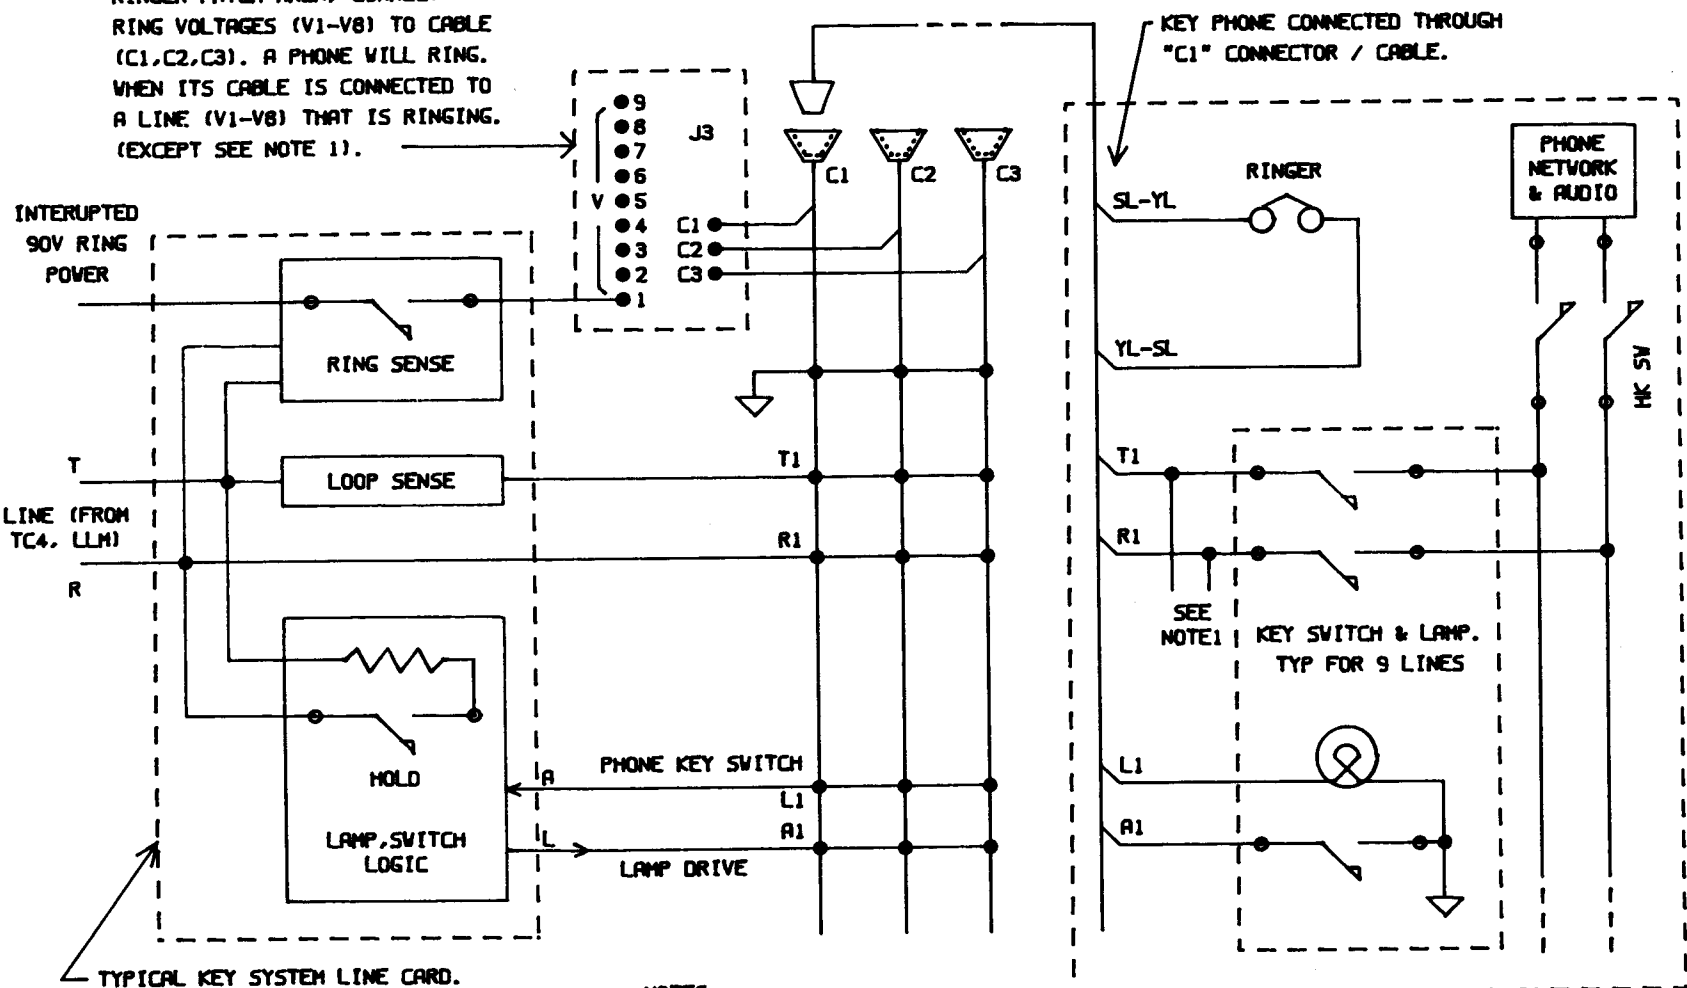 RING VOLTAGES (V1-V8) TO CABLE
(C1,C2,C3). A PHONE WILL RING.
WHEN ITS CABLE IS CONNECTED TO
A LINE (V1-V8) THAT IS RINGING.
(EXCEPT SEE NOTE 1).
KEY PHONE CONNECTED THROUGH
"C1" CONNECTOR / CABLE.
9
8
7
6
5
4
3
2
1
V
J3
C1
C2
C3
C1
C2
C3
INTERUPTED
90V RING
POWER
RING SENSE
T
LOOP SENSE
T1
LINE (FROM
TC4, LLM)
R
R1
HOLD
LAMP,SWITCH
LOGIC
A
PHONE KEY SWITCH
L1
A1
L
LAMP DRIVE
TYPICAL KEY SYSTEM LINE CARD.
SL-YL
RINGER
YL-SL
PHONE
NETWORK
& AUDIO
HK SW
T1
R1
SEE
NOTE1
KEY SWITCH & LAMP.
TYP FOR 9 LINES
L1
A1